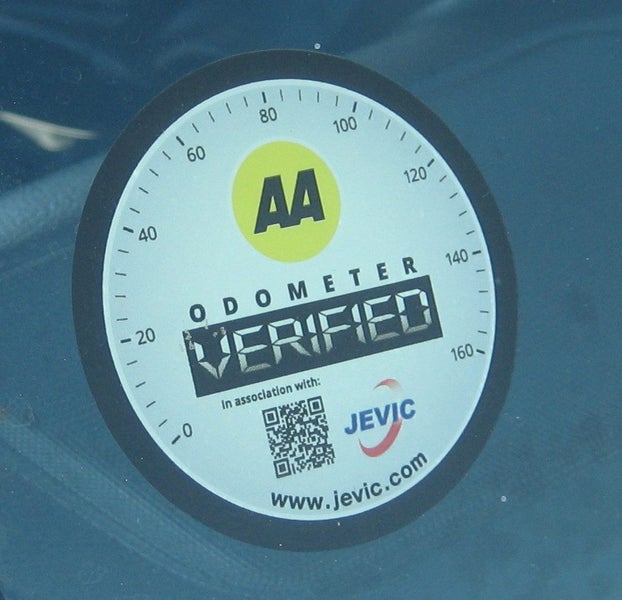 0
20
40
60
80
100
120
140
160
AA
ODOMETER
VERIFIED
In association with:
JEVIC
www.jevic.com